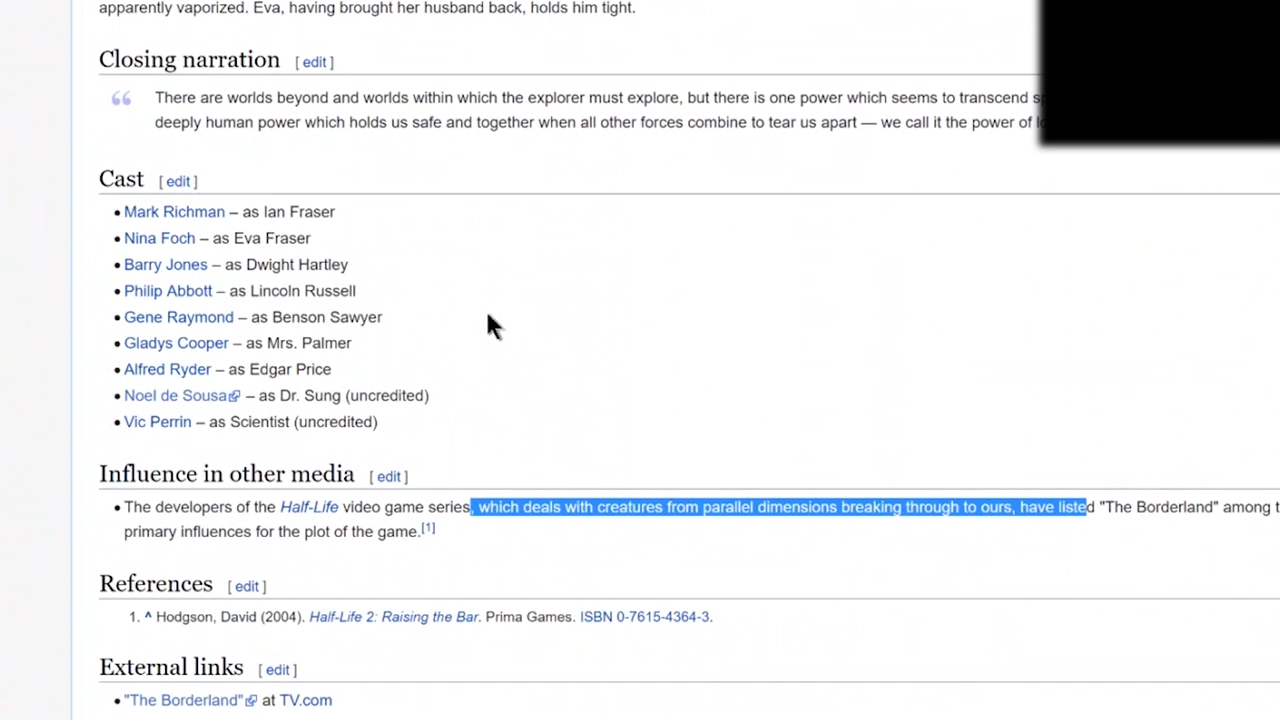 apparently vaporized. Eva, having brought her husband back, holds him tight.
Closing narration [ edit ]
“ There are worlds beyond and worlds within which the explorer must explore, but there is one power which seems to transcend
deeply human power which holds us safe and together when all other forces combine to tear us apart — we call it the power of
Cast [ edit ]
• Mark Richman – as Ian Fraser
• Nina Foch – as Eva Fraser
• Barry Jones – as Dwight Hartley
• Philip Abbott – as Lincoln Russell
• Gene Raymond – as Benson Sawyer
• Gladys Cooper – as Mrs. Palmer
• Alfred Ryder – as Edgar Price
• Noel de Sousa – as Dr. Sung (uncredited)
• Vic Perrin – as Scientist (uncredited)
Influence in other media [ edit ]
• The developers of the Half-Life video game series, which deals with creatures from parallel dimensions breaking through to ours, have listed "The Borderland" among
primary influences for the plot of the game.[1]
References [ edit ]
1. ^ Hodgson, David (2004). Half-Life 2: Raising the Bar. Prima Games. ISBN 0-7615-4364-3.
External links [ edit ]
• "The Borderland" at TV.com